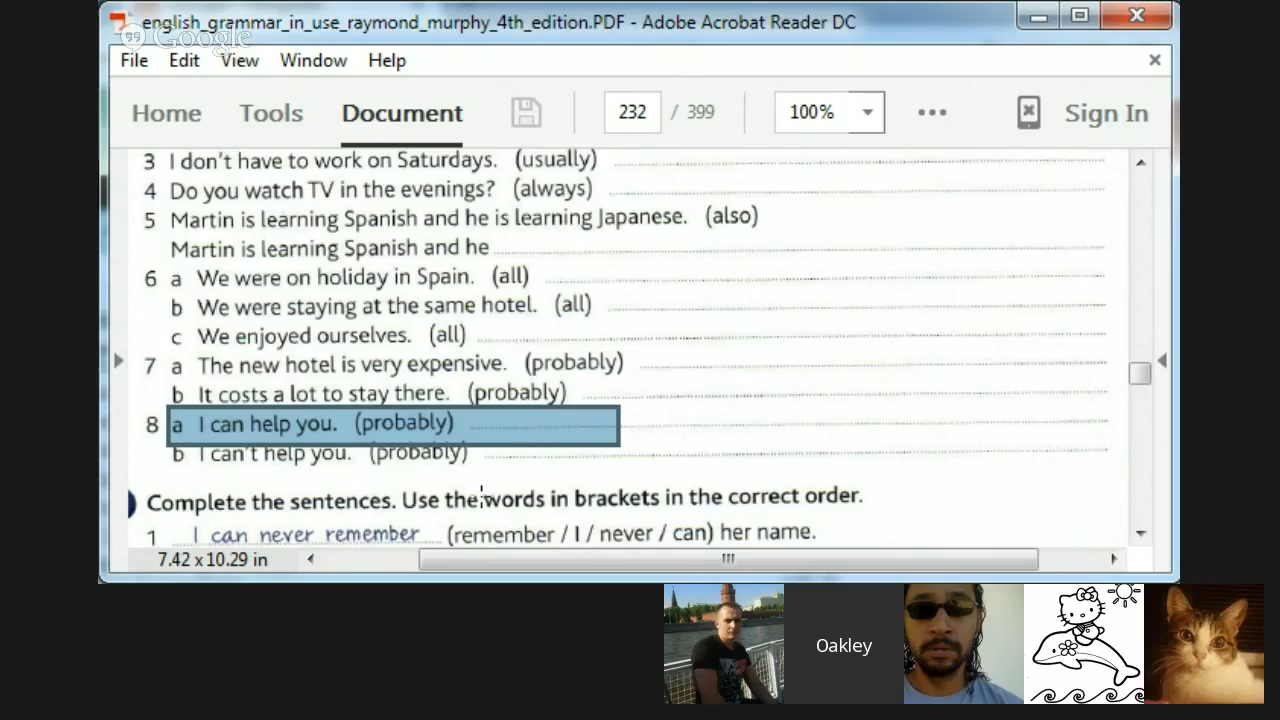 english_grammar_in_use_raymond_murphy_4th_edition.PDF - Adobe Acrobat Reader DC
Google
File Edit View Window Help
Home Tools Document 232 / 399 100% Sign In
3 I don't have to work on Saturdays. (usually)
4 Do you watch TV in the evenings? (always)
5 Martin is learning Spanish and he is learning Japanese. (also)
Martin is learning Spanish and he
6 a We were on holiday in Spain. (all)
b We were staying at the same hotel. (all)
c We enjoyed ourselves. (all)
7 a The new hotel is very expensive. (probably)
b It costs a lot to stay there. (probably)
8 a I can help you. (probably)
b I can't help you. (probably)
Complete the sentences. Use the words in brackets in the correct order.
1 I can never remember (remember / I / never / can) her name.
7.42 x 10.29 in
Oakley